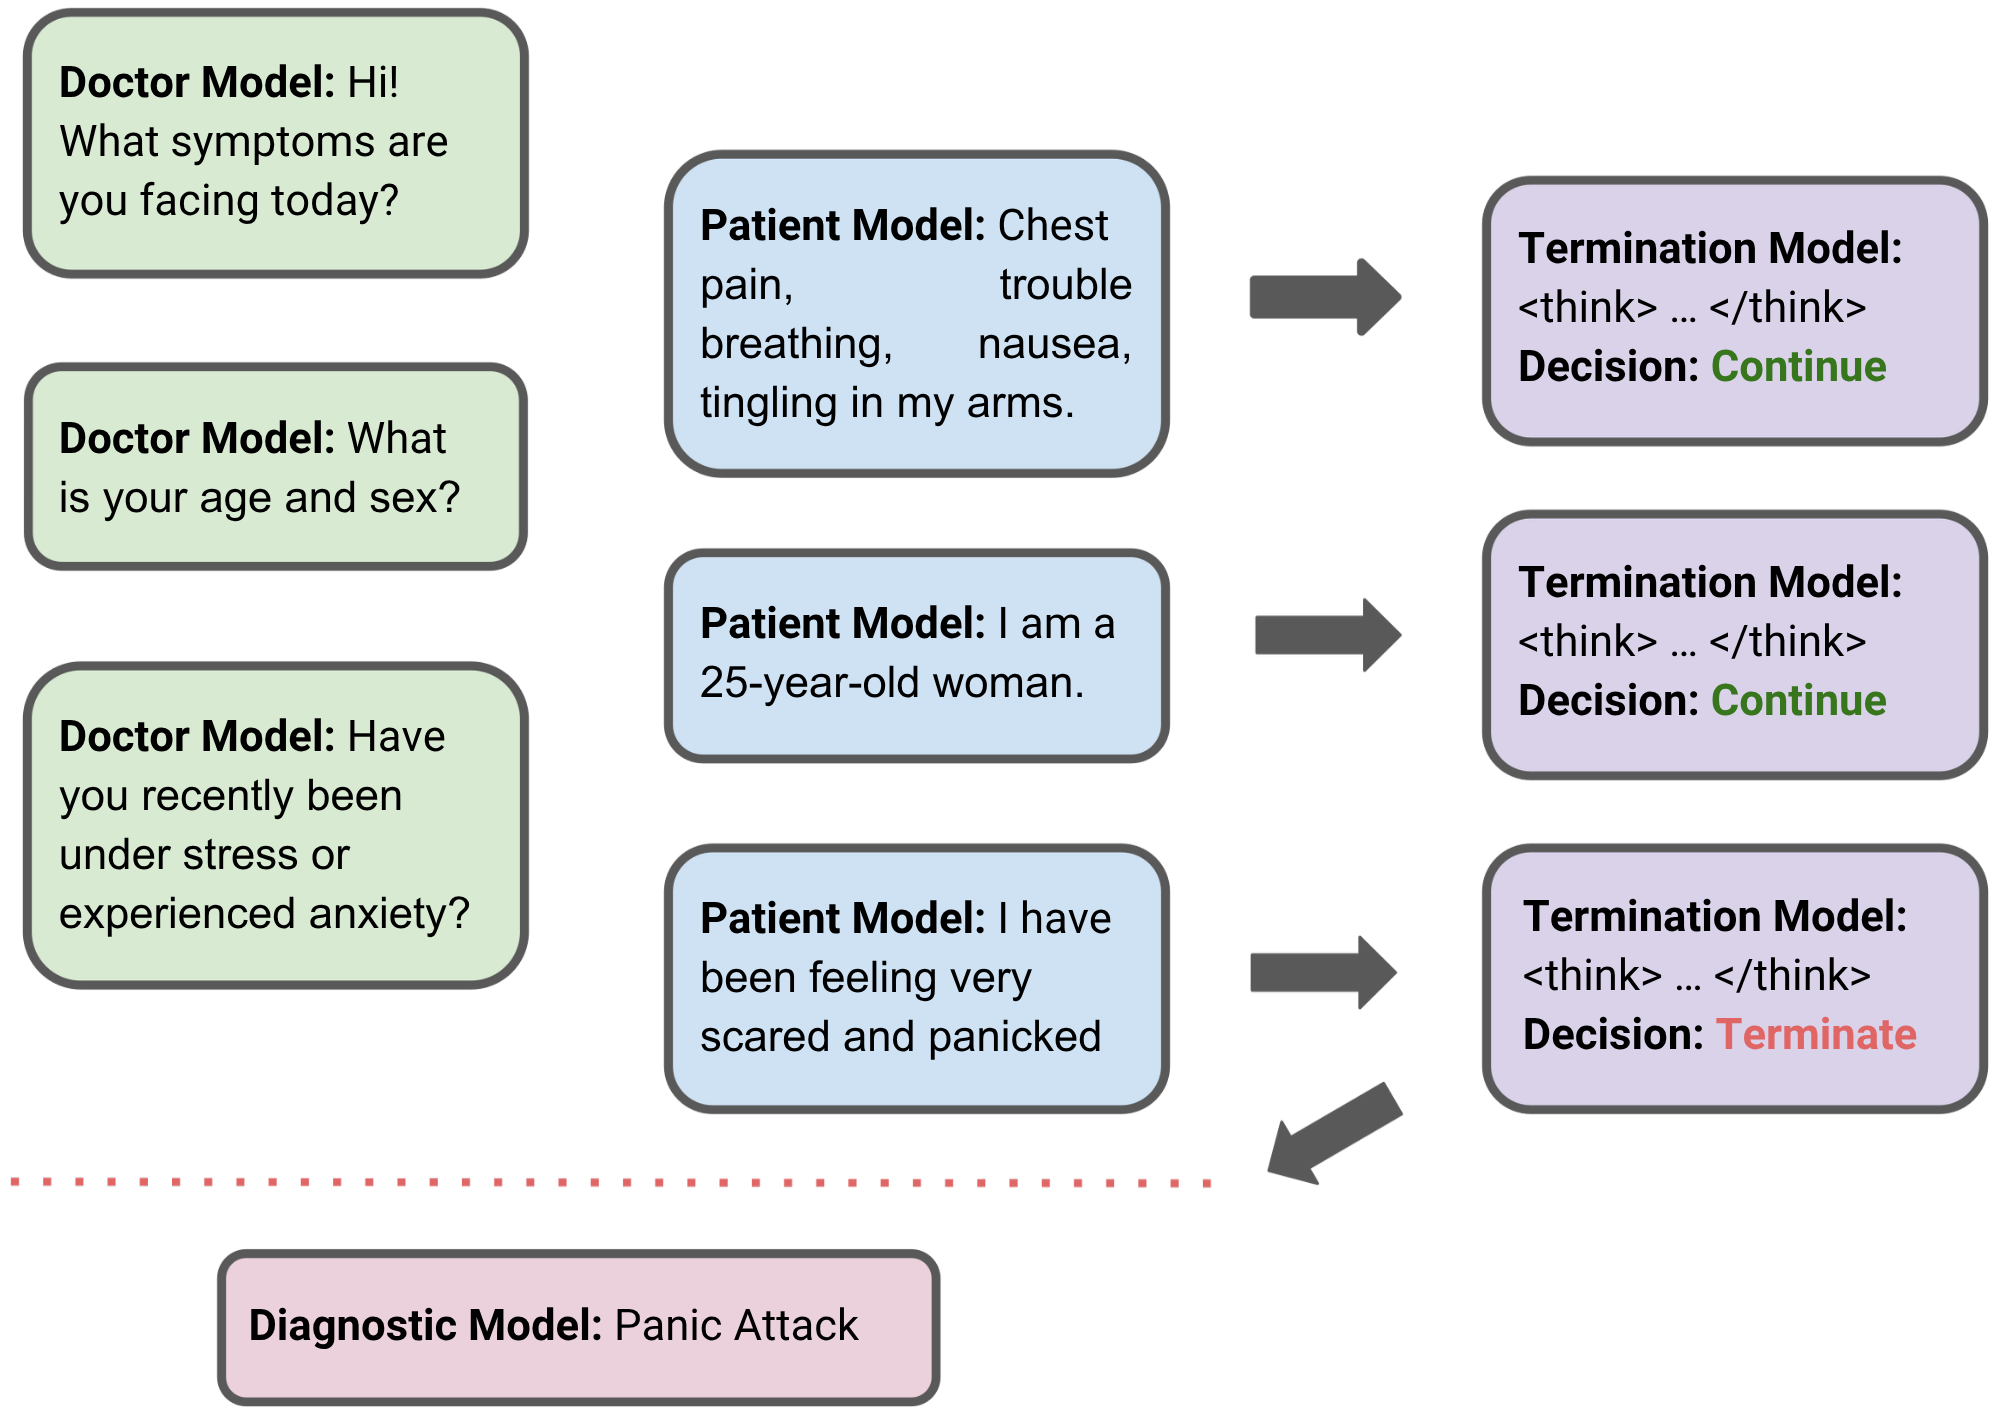 Doctor Model: Hi!
What symptoms are
you facing today?
Patient Model: Chest
pain, trouble
breathing, nausea,
tingling in my arms.
Termination Model:
<think> ... </think>
Decision: Continue
Doctor Model: What
is your age and sex?
Patient Model: I am a
25-year-old woman.
Termination Model:
<think> ... </think>
Decision: Continue
Doctor Model: Have
you recently been
under stress or
experienced anxiety?
Patient Model: I have
been feeling very
scared and panicked
Termination Model:
<think> ... </think>
Decision: Terminate
Diagnostic Model: Panic Attack